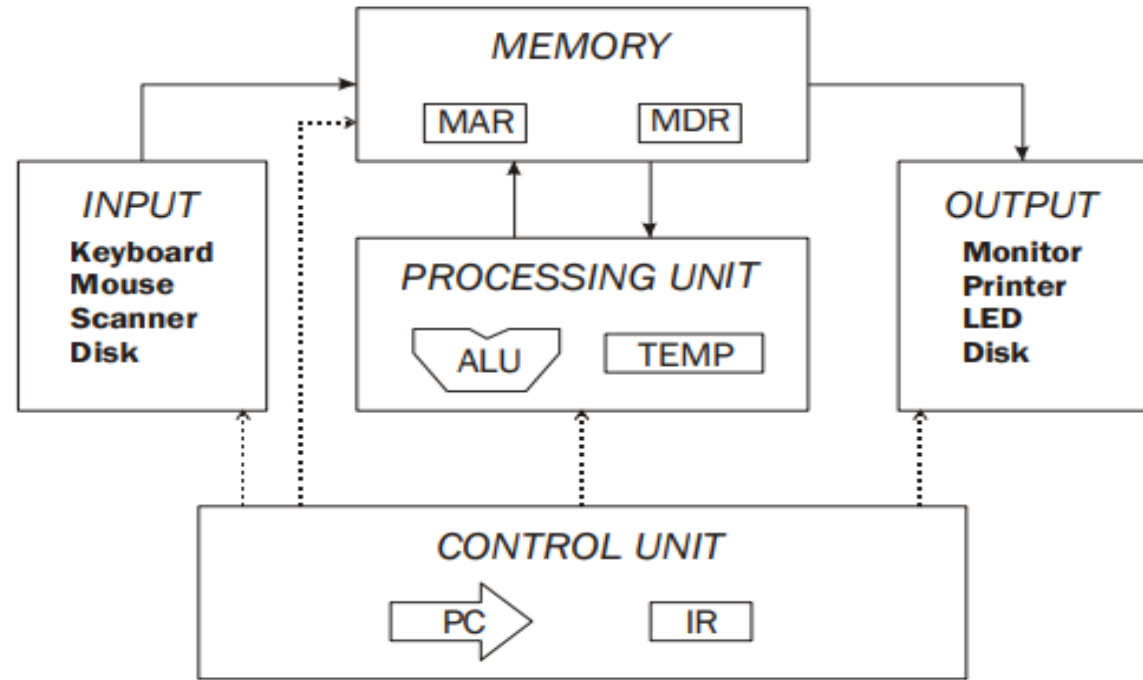 MEMORY
MAR
MDR
INPUT
Keyboard
Mouse
Scanner
Disk
PROCESSING UNIT
ALU
TEMP
OUTPUT
Monitor
Printer
LED
Disk
CONTROL UNIT
PC
IR